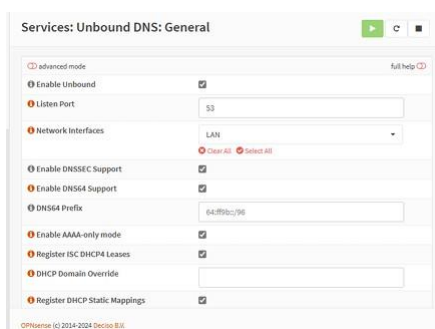 Services: Unbound DNS: General
advanced mode
full help
Enable Unbound
Listen Port
53
Network Interfaces
LAN
Clear All Select All
Enable DNSSEC Support
Enable DNS64 Support
DNS64 Prefix
64:ff9b::/96
Enable AAAA-only mode
Register ISC DHCP4 Leases
DHCP Domain Override
Register DHCP Static Mappings
OPNsense (c) 2014-2024 Deciso B.V.